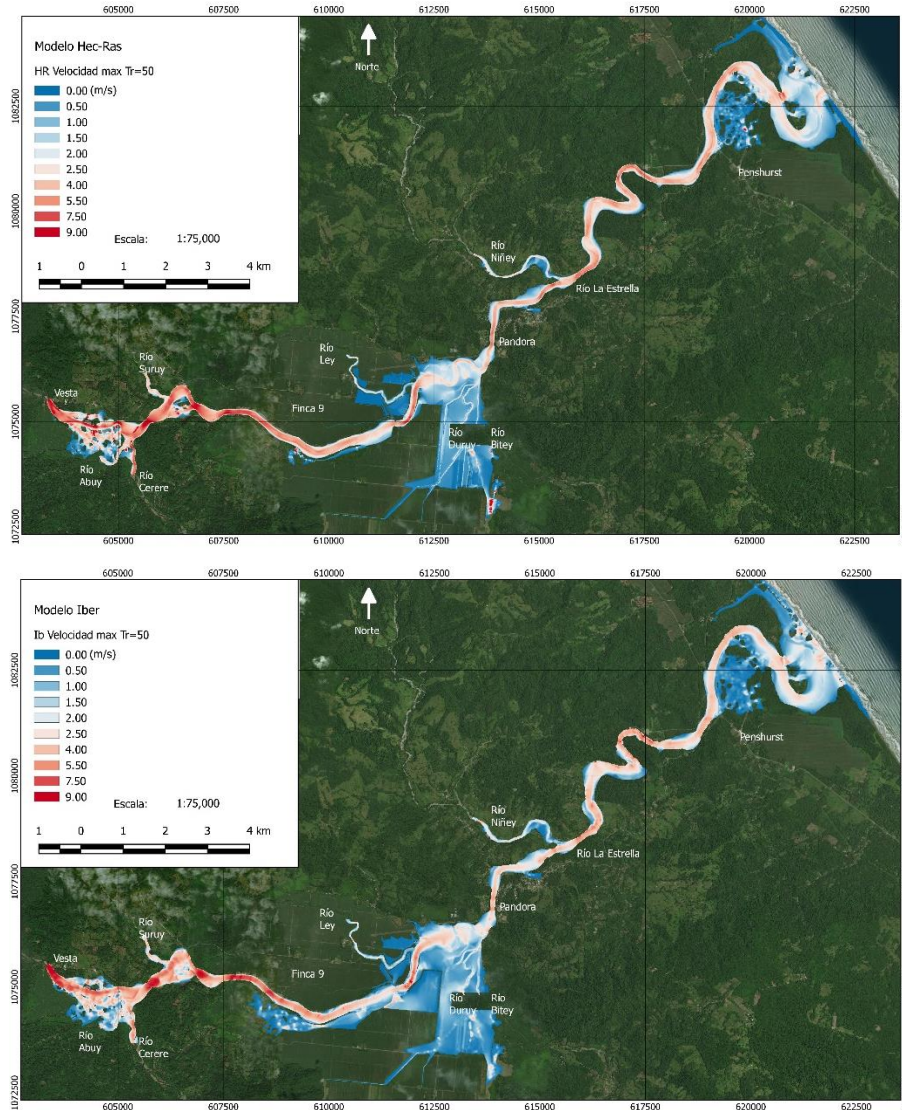 605000 607500 610000 612500 615000 617500 620000 622500
Modelo Hec-Ras
HR Velocidad max Tr=50
0.00 (m/s)
0.50
1.00
1.50
2.00
2.50
4.00
5.50
7.50
9.00
Escala: 1:75,000
1 0 1 2 3 4 km
Norte
1082500
1080000
1077500
1075000
1072500
Penshurst
Río
Niñey
Río La Estrella
Pandora
Río
Ley
Río
Suruy
Vesta
Finca 9
Río
Duruy
Río
Bitey
Río
Abuy
Río
Cerere
605000 607500 610000 612500 615000 617500 620000 622500
605000 607500 610000 612500 615000 617500 620000 622500
Modelo Iber
Ib Velocidad max Tr=50
0.00 (m/s)
0.50
1.00
1.50
2.00
2.50
4.00
5.50
7.50
9.00
Escala: 1:75,000
1 0 1 2 3 4 km
Norte
1082500
1080000
1077500
1075000
1072500
Penshurst
Río
Niñey
Río La Estrella
Pandora
Río
Ley
Río
Suruy
Vesta
Finca 9
Río
Duruy
Río
Bitey
Río
Abuy
Río
Cerere
605000 607500 610000 612500 615000 617500 620000 622500